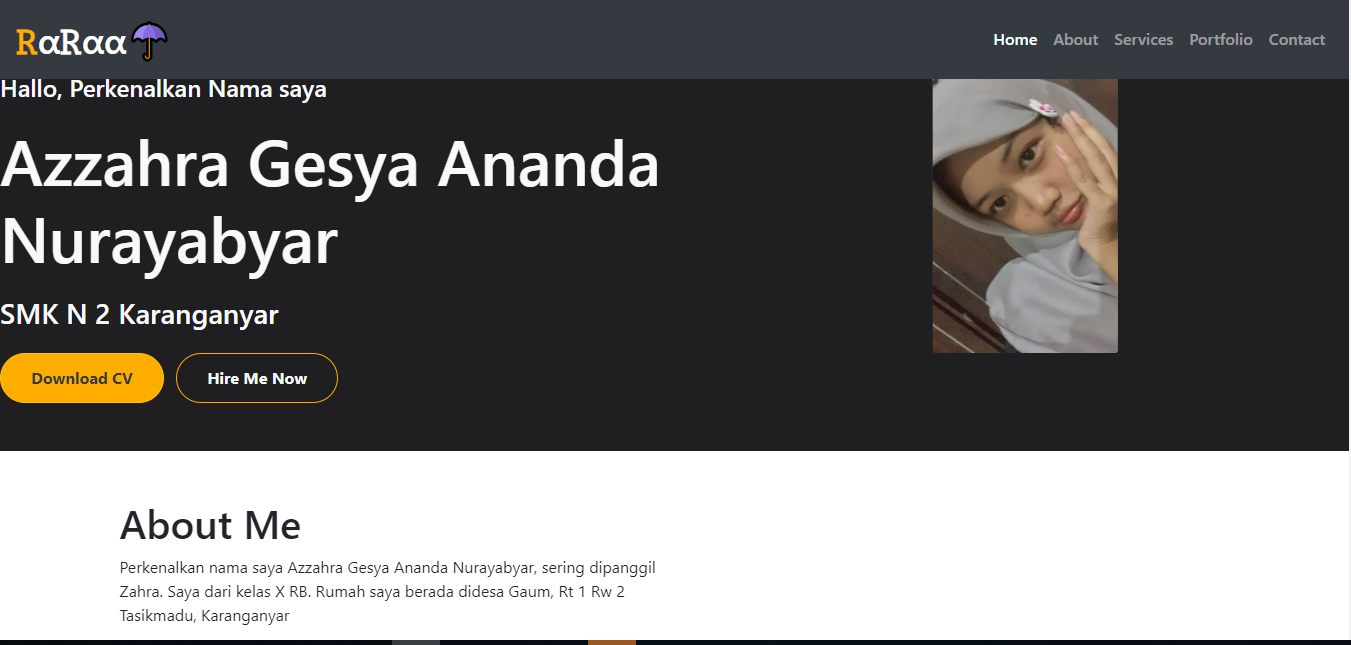 RaRaa
Home About Services Portfolio Contact
Hallo, Perkenalkan Nama saya
Azzahra Gesya Ananda
Nurayabyar
SMK N 2 Karanganyar
Download CV Hire Me Now
About Me
Perkenalkan nama saya Azzahra Gesya Ananda Nurayabyar, sering dipanggil
Zahra. Saya dari kelas X RB. Rumah saya berada didesa Gaum, Rt 1 Rw 2
Tasikmadu, Karanganyar